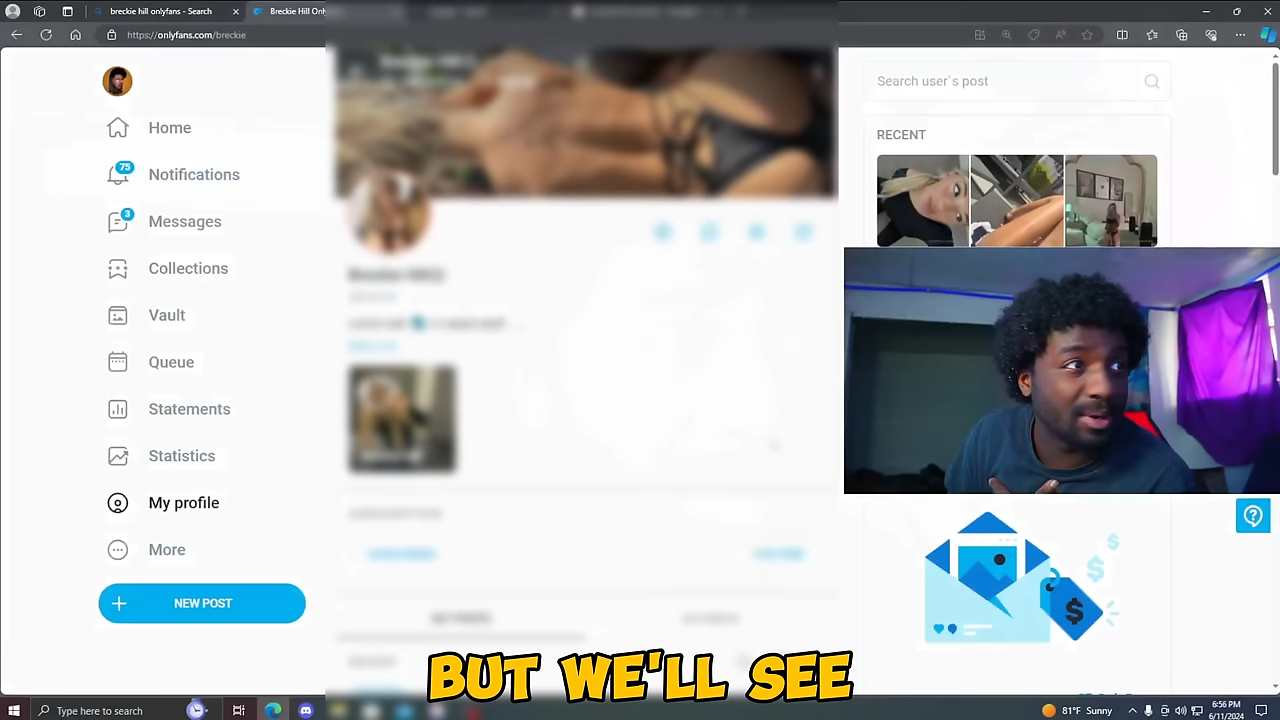 breckie hill onlyfans - Search
Breckie Hill Onl
https://onlyfans.com/breckie
Search user`s post
Home
RECENT
75
Notifications
3
Messages
Collections
Vault
Queue
Statements
Statistics
My profile
More
NEW POST
BUT WE'LL SEE
Type here to search
81°F Sunny
6:56 PM
6/11/2024